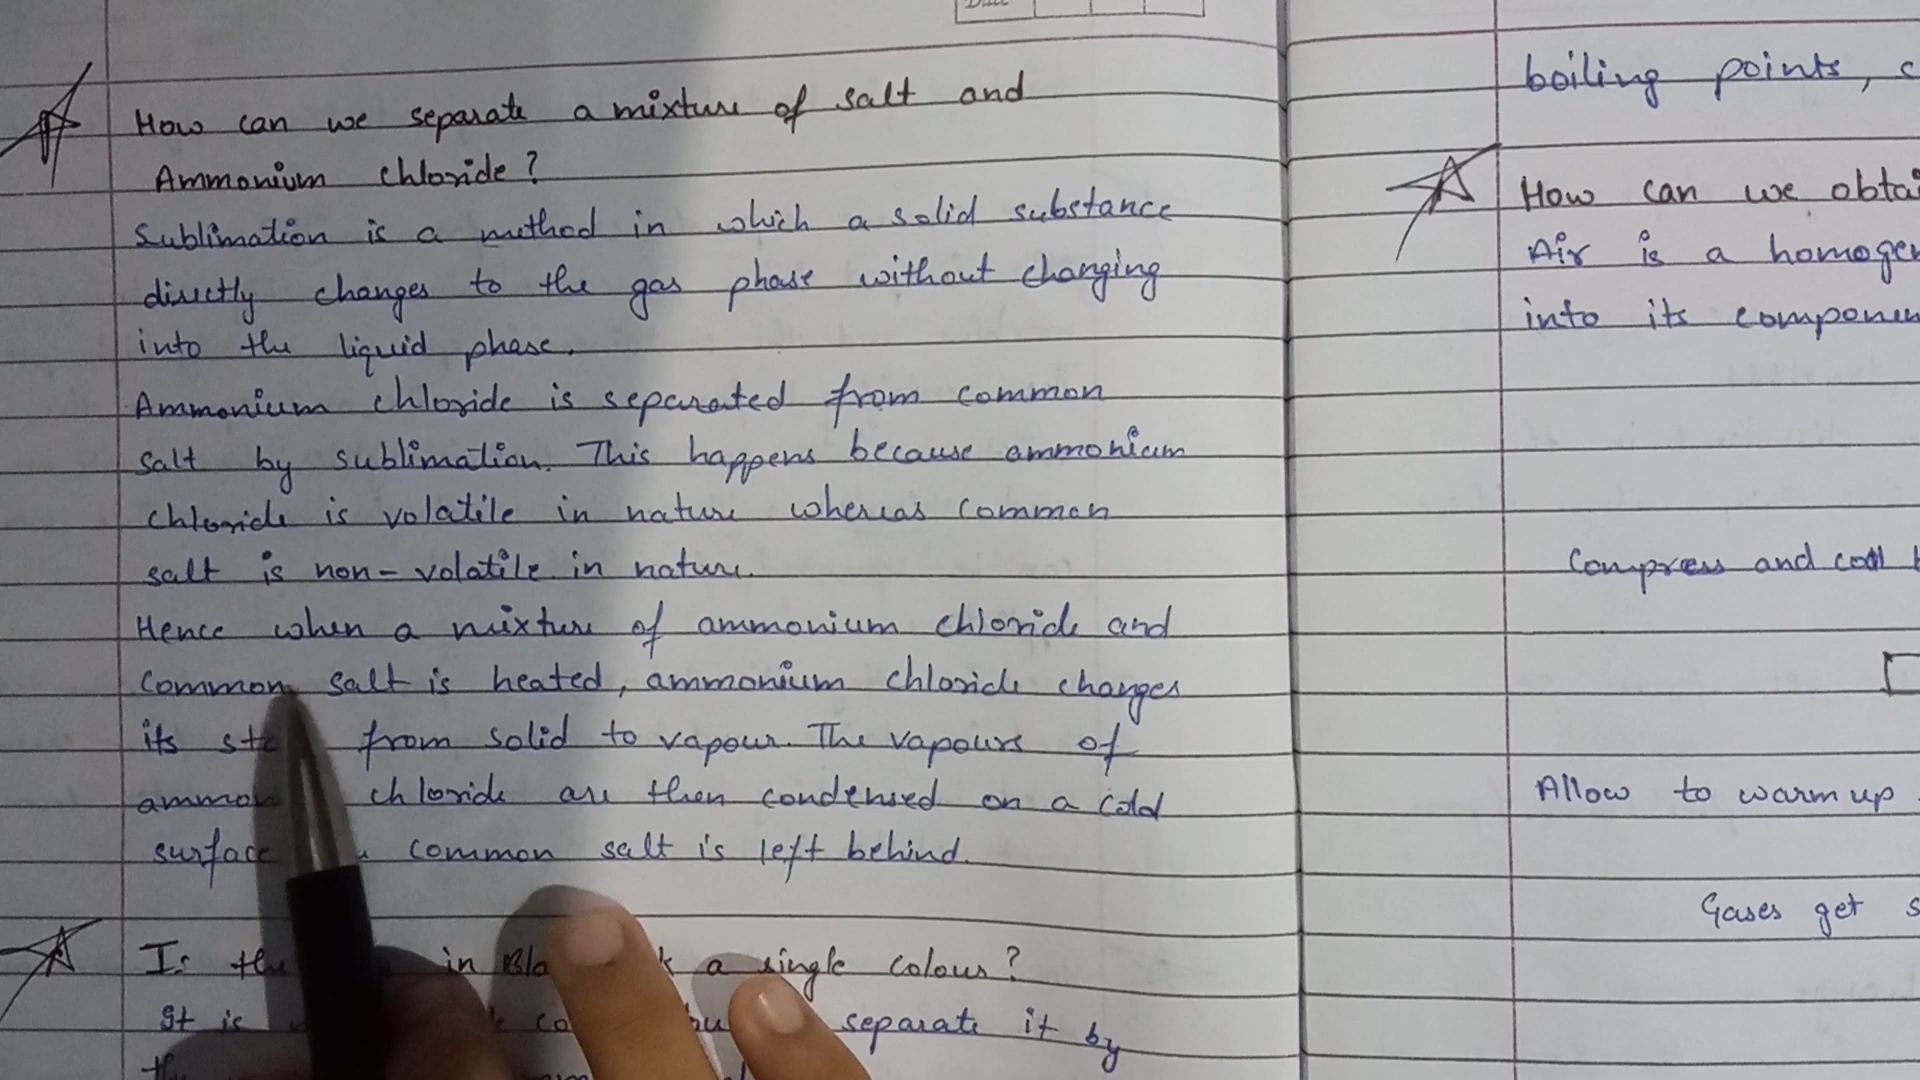 How can we separate a mixture of salt and
Ammonium chloride?
Sublimation is a method in which a solid substance
directly changes to the gas phase without changing
into the liquid phase.
Ammonium chloride is separated from common
salt by sublimation. This happens because ammonium
chloride is volatile in nature whereas common
salt is non-volatile in nature.
Hence when a mixture of ammonium chloride and
common salt is heated, ammonium chloride changes
its from solid to vapour. The vapours of
chloride are then condensed on a cold
surface common salt is left behind.
Is in a single colour?
It is separate it by
boiling points,
How can we
Air is a
into its
Compress and cool
Allow to warm up
Gases get